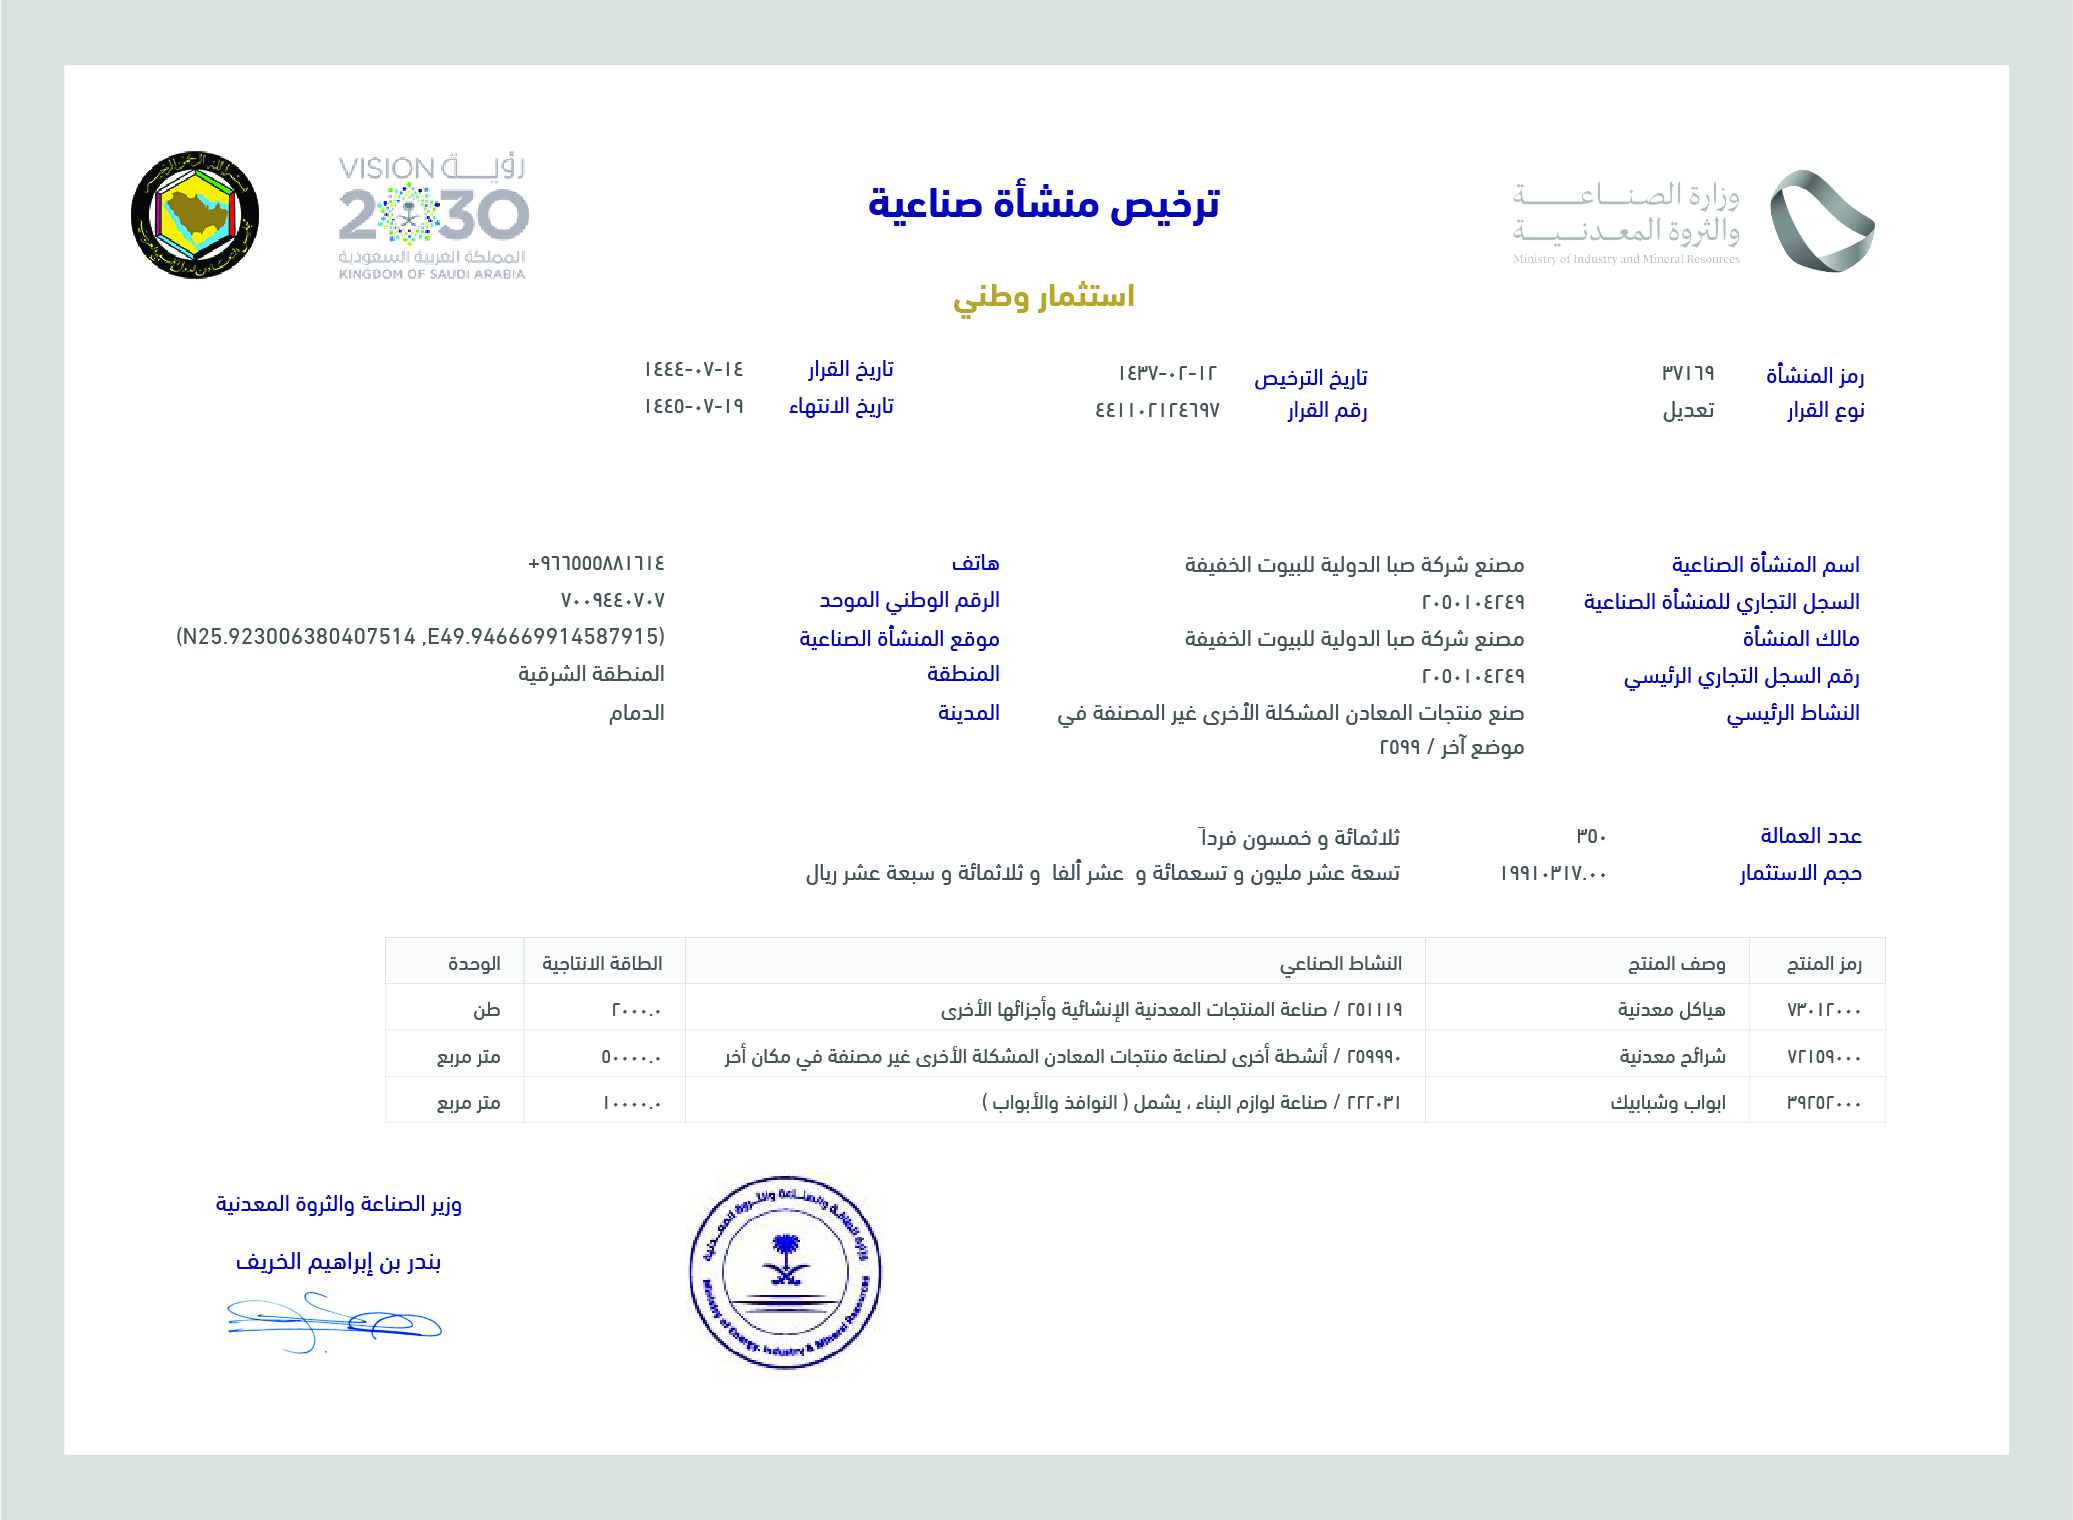 وزارة الصناعة
والثروة المعدنية
Ministry of Industry and Mineral Resources
ترخيص منشأة صناعية
استثمار وطني
VISION رؤية
2030
المملكة العربية السعودية
KINGDOM OF SAUDI ARABIA
رمز المنشأة ٣٧١٦٩ تاريخ الترخيص ١٤٣٧-٠٢-١٢ تاريخ القرار ١٤٤٤-٠٧-١٤
نوع القرار تعديل رقم القرار ٤٤١١٠٢١٢٤٦٩٧ تاريخ الانتهاء ١٤٤٥-٠٧-١٩
اسم المنشأة الصناعية مصنع شركة صبا الدولية للبيوت الخفيفة هاتف +٩٦٦٥٥٥٨٨١٦١٤
السجل التجاري للمنشأة الصناعية ٢٠٥٠١٠٤٢٤٩ الرقم الوطني الموحد ٧٠٠٩٤٤٠٧٠٧
مالك المنشأة مصنع شركة صبا الدولية للبيوت الخفيفة موقع المنشأة الصناعية (N25.923006380407514 ,E49.946669914587915)
رقم السجل التجاري الرئيسي ٢٠٥٠١٠٤٢٤٩ المنطقة المنطقة الشرقية
النشاط الرئيسي صنع منتجات المعادن المشكلة الأخرى غير المصنفة في المدينة الدمام
موضع آخر / ٢٥٩٩
عدد العمالة ٣٥٠ ثلاثمائة و خمسون فرداً
حجم الاستثمار ١٩٩١٠٣١٧.٠٠ تسعة عشر مليون و تسعمائة و عشر ألفا و ثلاثمائة و سبعة عشر ريال
رمز المنتج وصف المنتج النشاط الصناعي الطاقة الانتاجية الوحدة
٧٣٠١٢٠٠٠ هياكل معدنية ٢٥١١١٩ / صناعة المنتجات المعدنية الإنشائية وأجزائها الأخرى ٢٠٠٠.٠ طن
٧٢١٥٩٠٠٠ شرائح معدنية ٢٥٩٩٩٠ / أنشطة أخرى لصناعة منتجات المعادن المشكلة الأخرى غير مصنفة في مكان أخر ٥٠٠٠٠.٠ متر مربع
٣٩٢٥٢٠٠٠ ابواب وشبابيك ٢٢٢٠٣١ / صناعة لوازم البناء ، يشمل ( النوافذ والأبواب ) ١٠٠٠٠.٠ متر مربع
وزير الصناعة والثروة المعدنية
بندر بن إبراهيم الخريف
وزارة الطاقة والصناعة والثروة المعدنية
Ministry of Energy, Industry & Mineral Resources